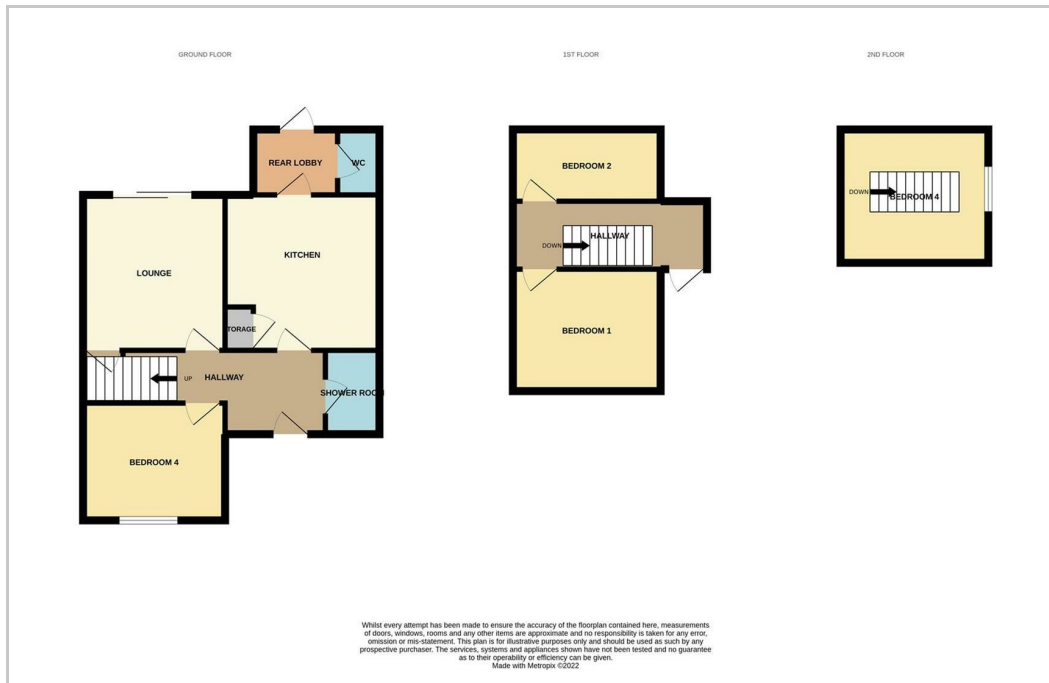 GROUND FLOOR
1ST FLOOR
2ND FLOOR
REAR LOBBY
WC
LOUNGE
KITCHEN
TORAGE
UP
HALLWAY
SHOWER ROOM
BEDROOM 4
BEDROOM 2
DOWN
HALLWAY
BEDROOM 1
DOWN
BEDROOM 4
Whilst every attempt has been made to ensure the accuracy of the floorplan contained here, measurements
of doors, windows, rooms and any other items are approximate and no responsibility is taken for any error,
omission or mis-statement. This plan is for illustrative purposes only and should be used as such by any
prospective purchaser. The services, systems and appliances shown have not been tested and no guarantee
as to their operability or efficiency can be given.
Made with Metropix ©2022